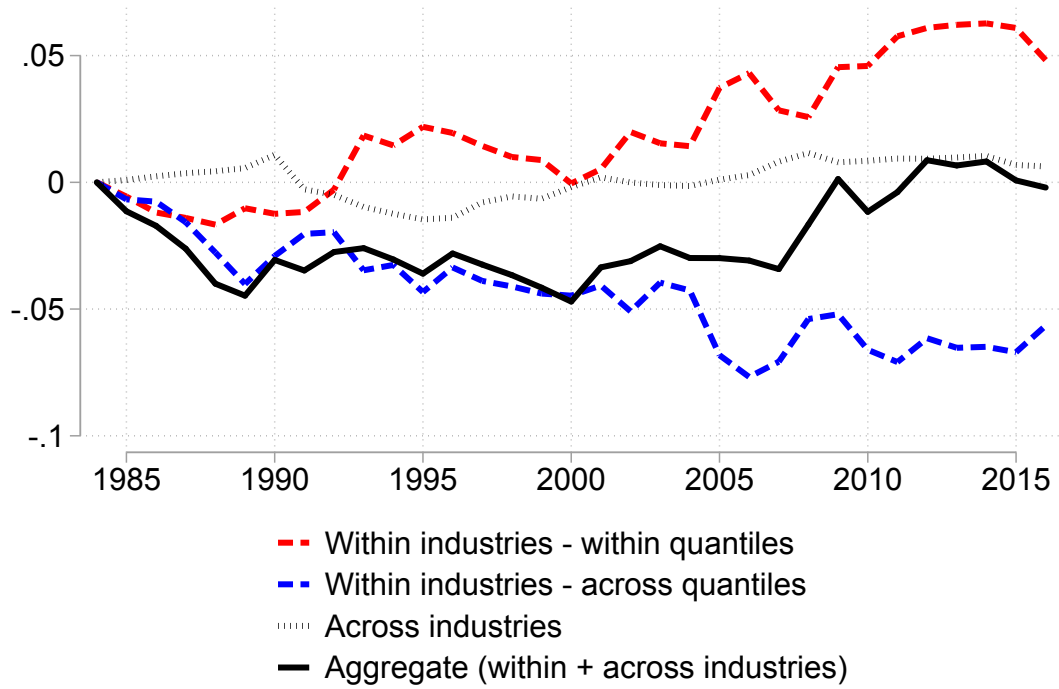 .05
0
-.05
-.1
1985 1990 1995 2000 2005 2010 2015
Within industries - within quantiles
Within industries - across quantiles
Across industries
Aggregate (within + across industries)